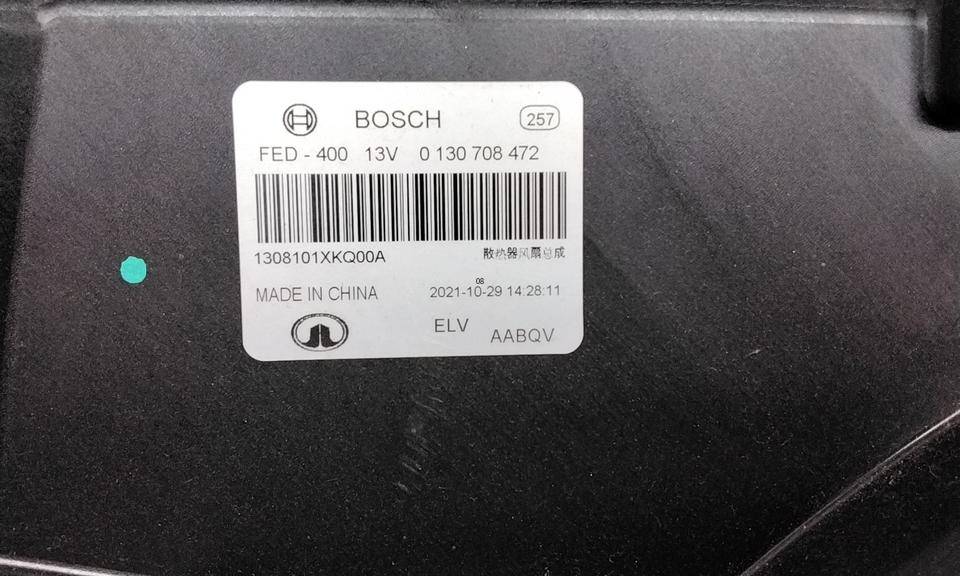 BOSCH 257
FED - 400 13V 0 130 708 472
1308101XKQ00A 散热器风扇总成
08
MADE IN CHINA 2021-10-29 14:28:11
ELV AABQV